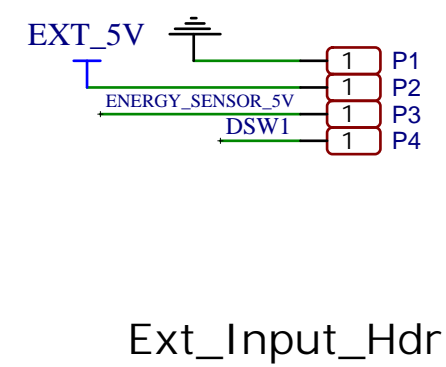 EXT_5V
1 P1
1 P2
ENERGY_SENSOR_5V 1 P3
DSW1 1 P4
Ext_Input_Hdr